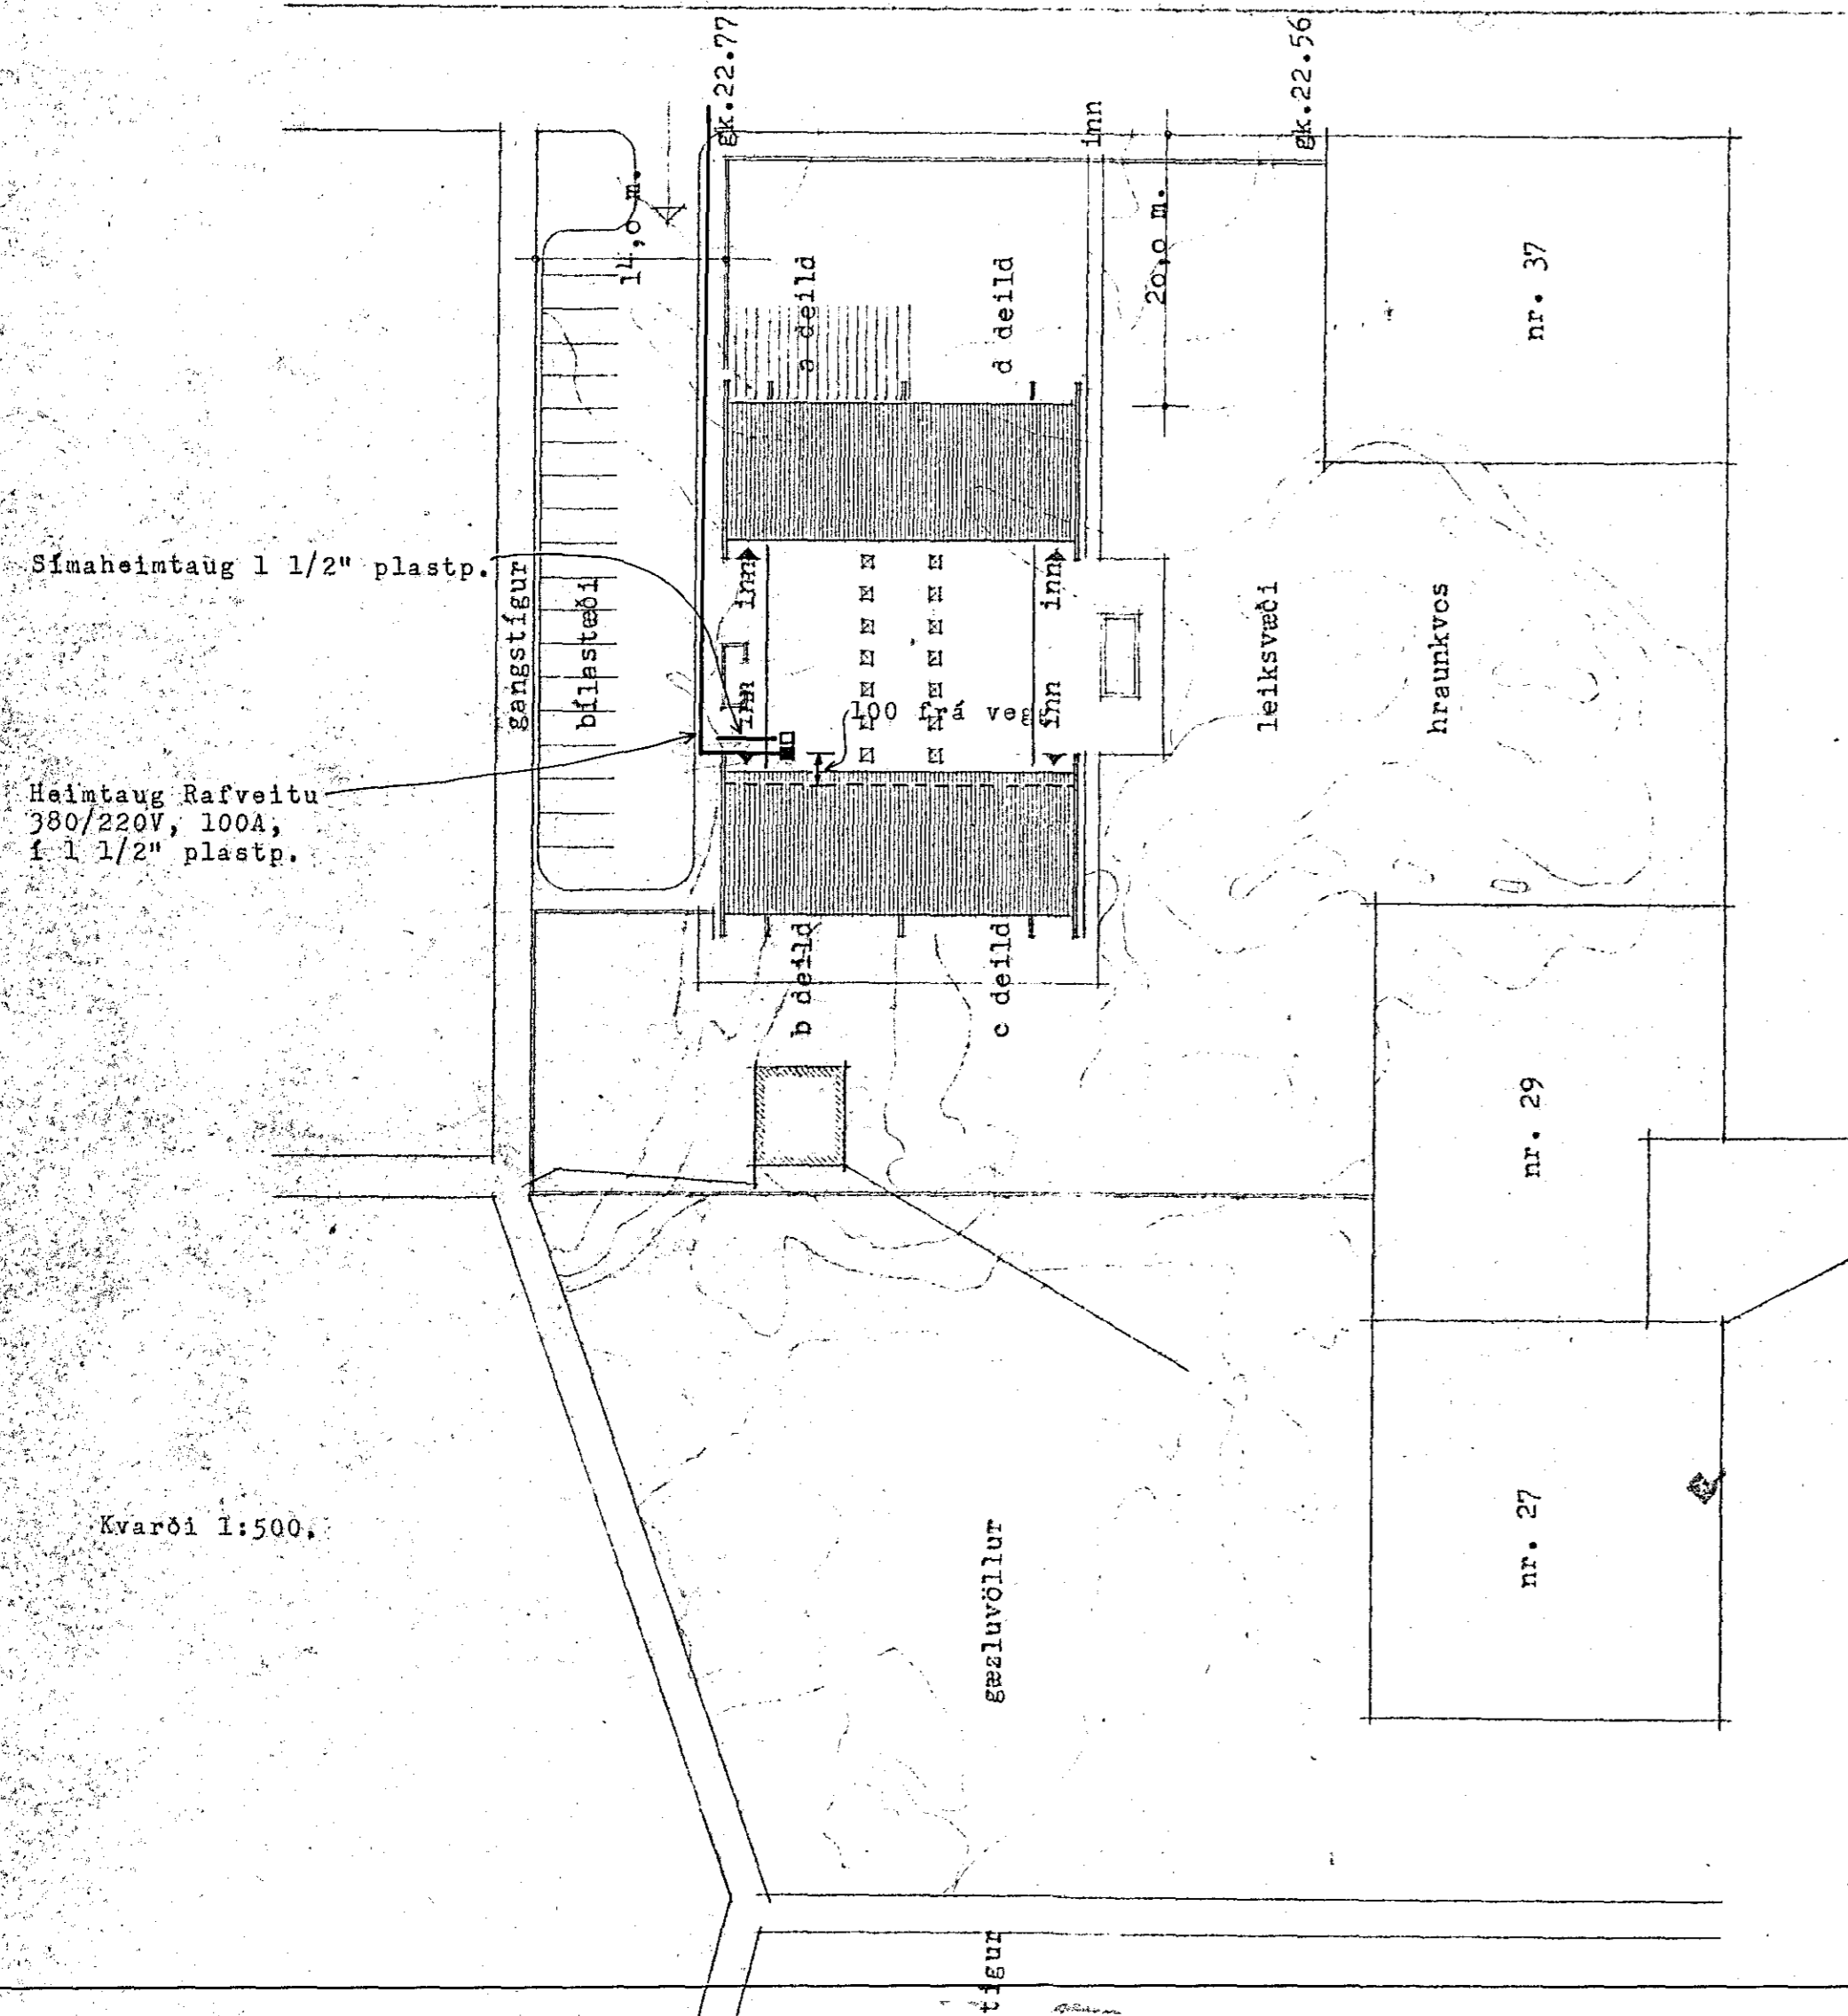 gk.22.77
gk.22.56
inn
14,0 m.
20,0 m.
a deild
d deild
nr. 37
Símaheimtaug 1 1/2" plastp.
gangstígur
bílastæði
inn
inn
inn
inn
100 frá vegg
leiksvæði
hraunkvos
Heimtaug Rafveitu
380/220V, 100A,
í 1 1/2" plastp.
b deild
c deild
nr. 29
nr. 27
Kvarði 1:500.
gæzluvöllur
tígur